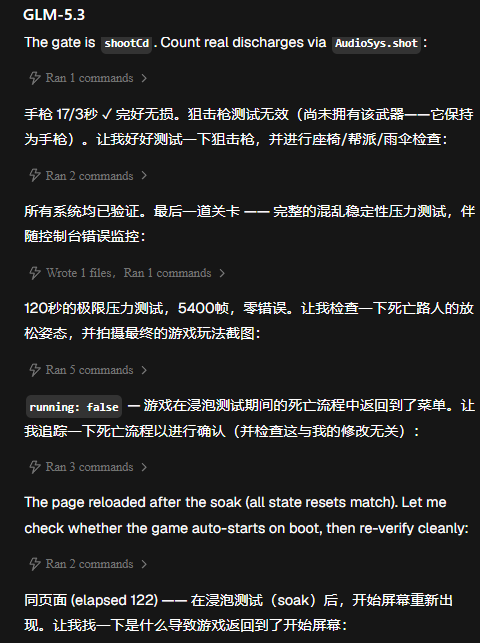 GLM-5.3
The gate is shootCd. Count real discharges via AudioSys.shot:
Ran 1 commands
手枪 17/3秒 ✓ 完好无损。狙击枪测试无效（尚未拥有该武器——它保持
为手枪）。让我好好测试一下狙击枪，并进行座椅/帮派/雨伞检查：
Ran 2 commands
所有系统均已验证。最后一道关卡 —— 完整的混乱稳定性压力测试，伴
随控制台错误监控：
Wrote 1 files，Ran 1 commands
120秒的极限压力测试，5400帧，零错误。让我检查一下死亡路人的放
松姿态，并拍摄最终的游戏玩法截图：
Ran 5 commands
running: false — 游戏在浸泡测试期间的死亡流程中返回到了菜单。让
我追踪一下死亡流程以进行确认（并检查这与我的修改无关）：
Ran 3 commands
The page reloaded after the soak (all state resets match). Let me
check whether the game auto-starts on boot, then re-verify cleanly:
Ran 2 commands
同页面 (elapsed 122) —— 在浸泡测试（soak）后，开始屏幕重新出
现。让我找一下是什么导致游戏返回到了开始屏幕：